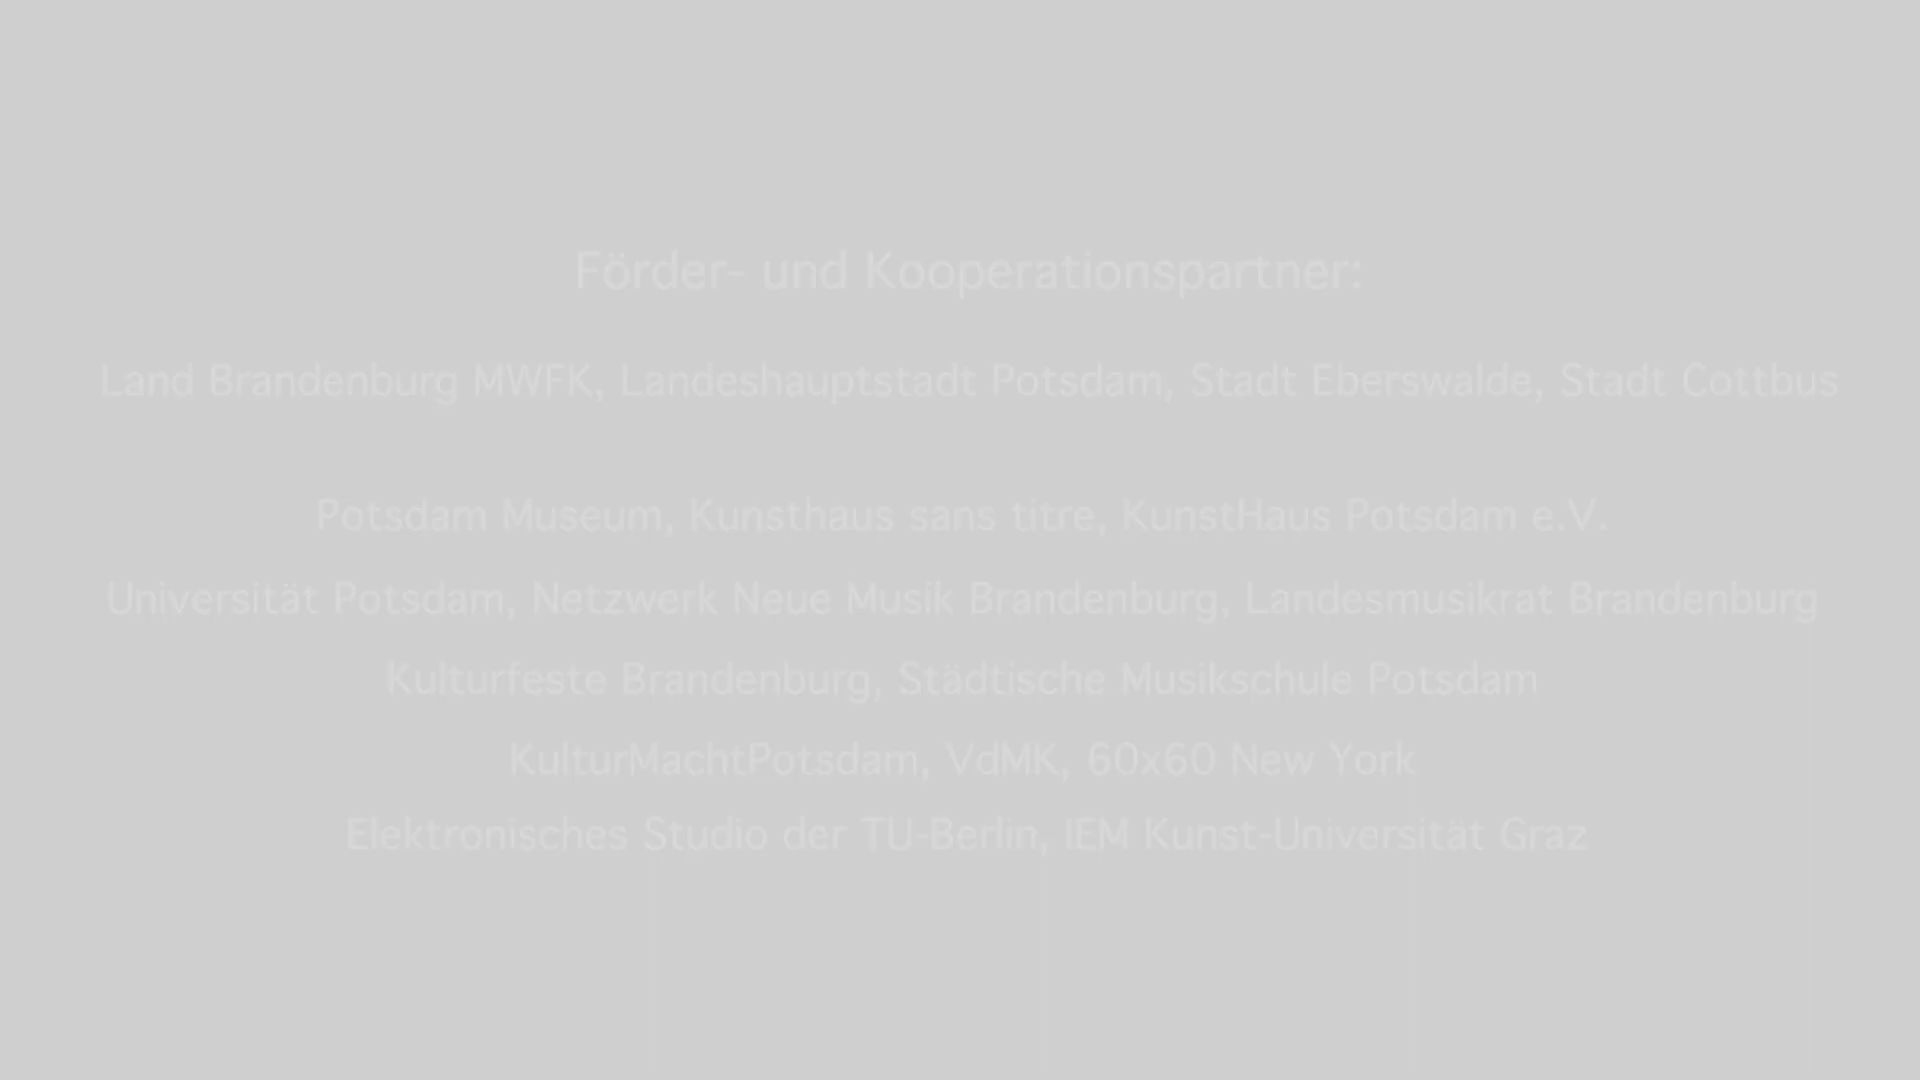 Förder- und Kooperationspartner:
Land Brandenburg MWFK, Landeshauptstadt Potsdam, Stadt Eberswalde, Stadt Cottbus
Potsdam Museum, Kunsthaus sans titre, KunstHaus Potsdam e.V.
Universität Potsdam, Netzwerk Neue Musik Brandenburg, Landesmusikrat Brandenburg
Kulturfeste Brandenburg, Städtische Musikschule Potsdam
KulturMachtPotsdam, VdMK, 60x60 New York
Elektronisches Studio der TU-Berlin, IEM Kunst-Universität Graz